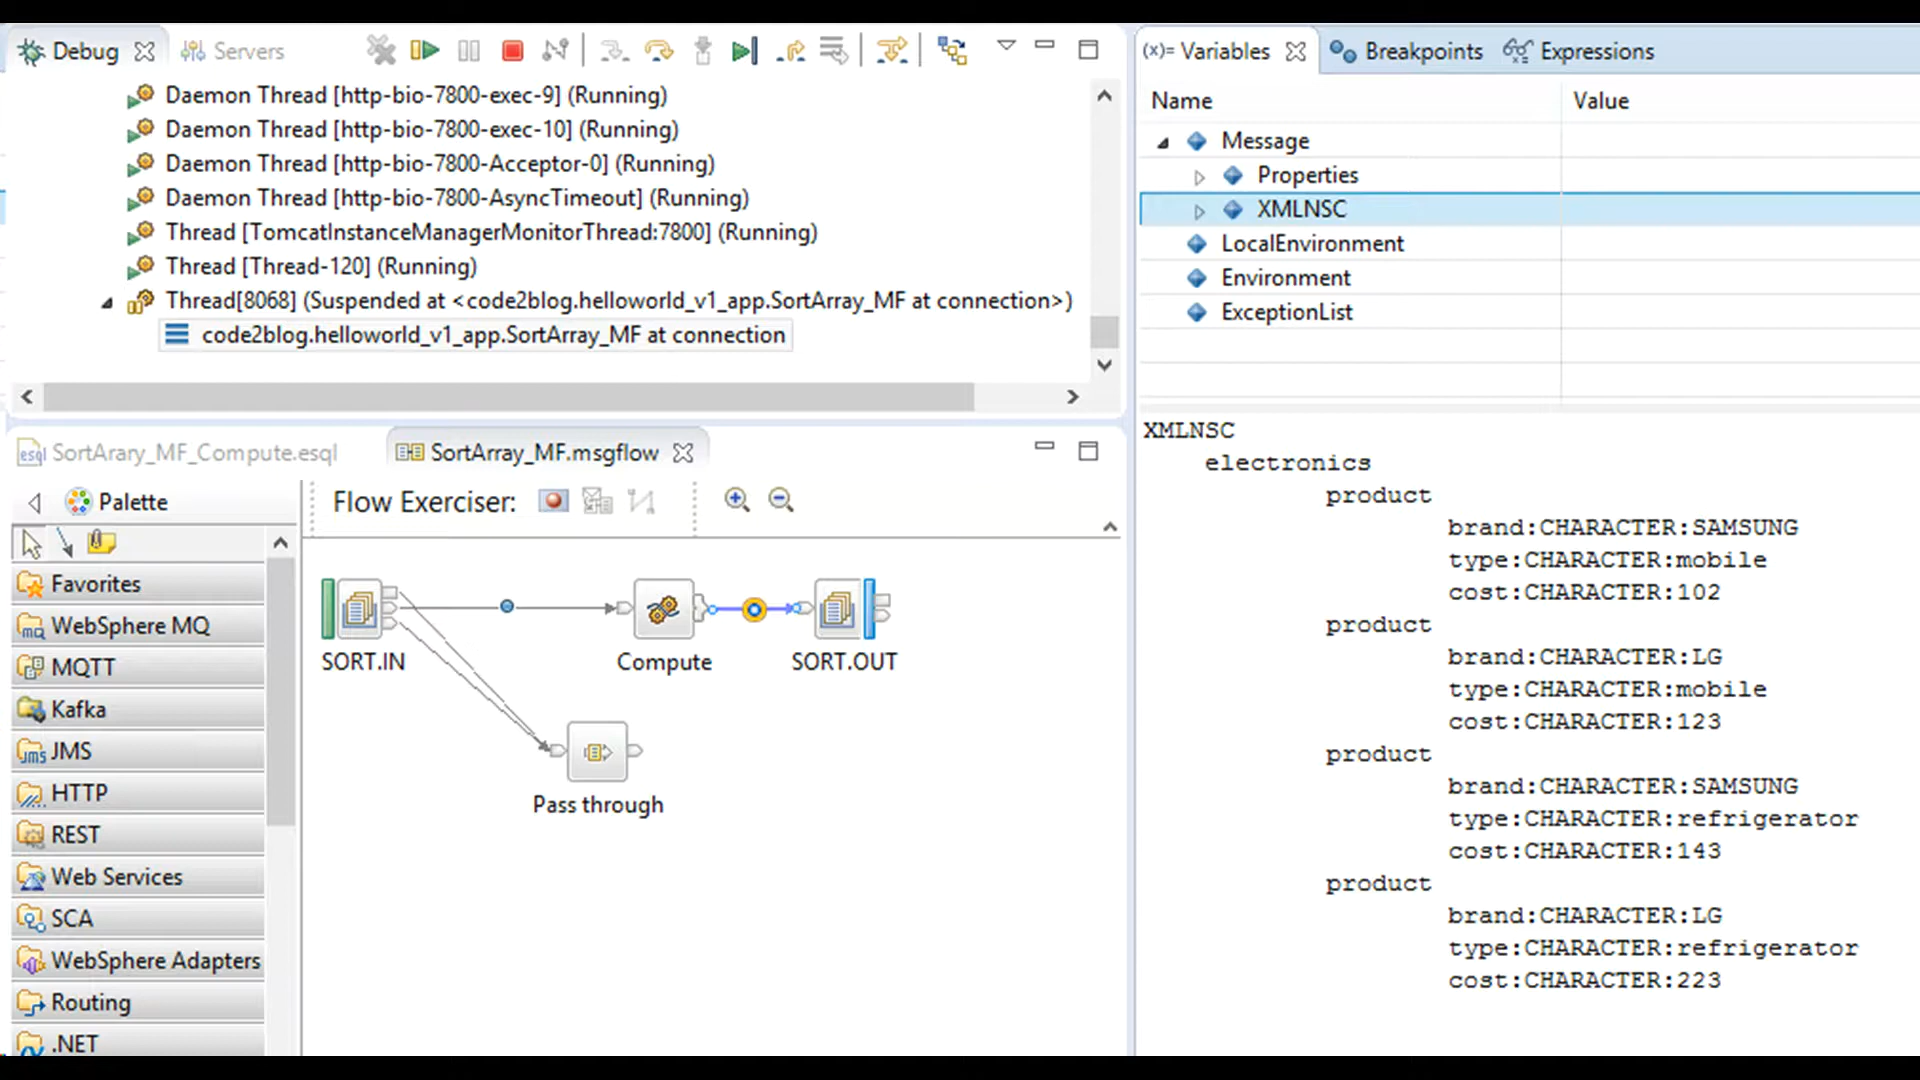 Debug
Servers
Daemon Thread [http-bio-7800-exec-9] (Running)
Daemon Thread [http-bio-7800-exec-10] (Running)
Daemon Thread [http-bio-7800-Acceptor-0] (Running)
Daemon Thread [http-bio-7800-AsyncTimeout] (Running)
Thread [TomcatInstanceManagerMonitorThread:7800] (Running)
Thread [Thread-120] (Running)
Thread[8068] (Suspended at <code2blog.helloworld_v1_app.SortArray_MF at connection>)
code2blog.helloworld_v1_app.SortArray_MF at connection
(x)= Variables
Breakpoints
Expressions
Name Value
Message
Properties
XMLNSC
LocalEnvironment
Environment
ExceptionList
esql SortArary_MF_Compute.esql
SortArray_MF.msgflow
Palette
Flow Exerciser:
Favorites
mq WebSphere MQ
MQTT
Kafka
jms JMS
HTTP
REST
Web Services
SCA
WebSphere Adapters
Routing
.NET
SORT.IN
Compute
SORT.OUT
Pass through
XMLNSC
electronics
product
brand:CHARACTER:SAMSUNG
type:CHARACTER:mobile
cost:CHARACTER:102
product
brand:CHARACTER:LG
type:CHARACTER:mobile
cost:CHARACTER:123
product
brand:CHARACTER:SAMSUNG
type:CHARACTER:refrigerator
cost:CHARACTER:143
product
brand:CHARACTER:LG
type:CHARACTER:refrigerator
cost:CHARACTER:223